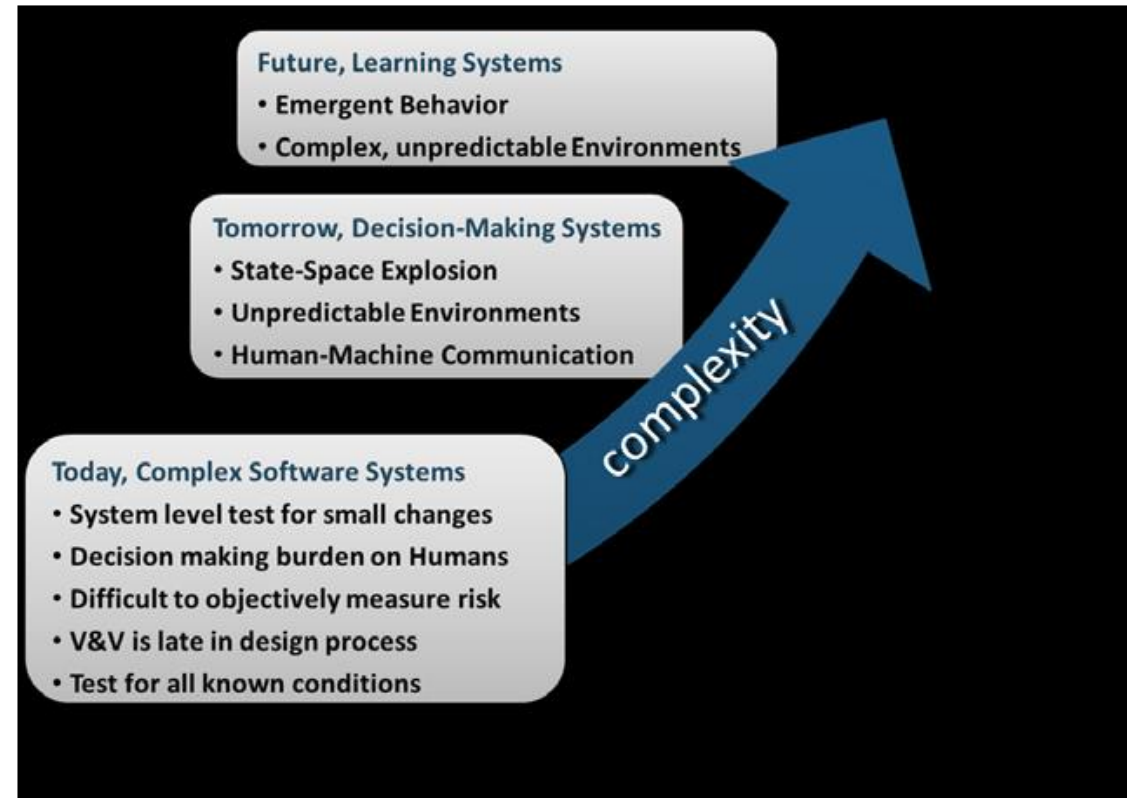 Future, Learning Systems
• Emergent Behavior
• Complex, unpredictable Environments
Tomorrow, Decision-Making Systems
• State-Space Explosion
• Unpredictable Environments
• Human-Machine Communication
complexity
Today, Complex Software Systems
• System level test for small changes
• Decision making burden on Humans
• Difficult to objectively measure risk
• V&V is late in design process
• Test for all known conditions